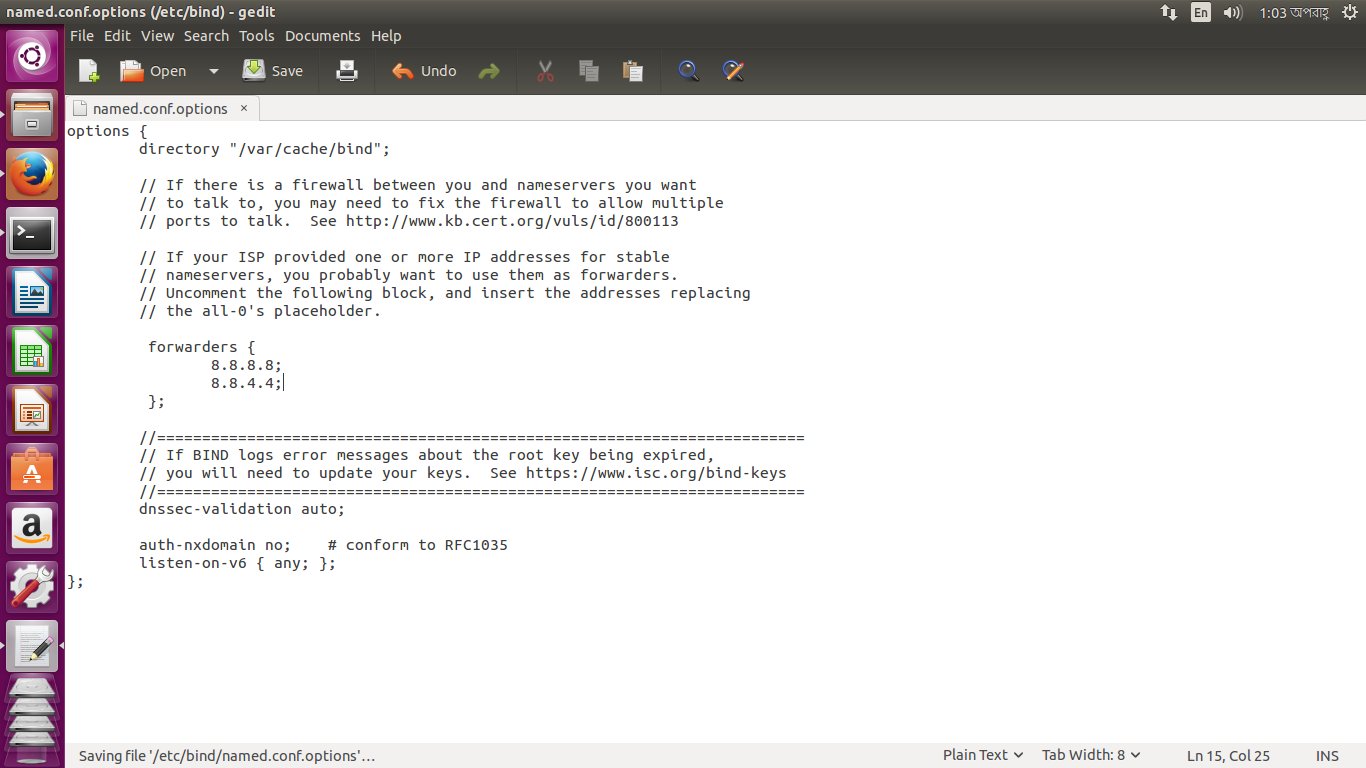 named.conf.options (/etc/bind) - gedit
En
1:03 অপরাহ্ণ
File Edit View Search Tools Documents Help
Open Save Undo
named.conf.options ×
options {
directory "/var/cache/bind";
// If there is a firewall between you and nameservers you want
// to talk to, you may need to fix the firewall to allow multiple
// ports to talk.  See http://www.kb.cert.org/vuls/id/800113
// If your ISP provided one or more IP addresses for stable
// nameservers, you probably want to use them as forwarders.
// Uncomment the following block, and insert the addresses replacing
// the all-0's placeholder.
forwarders {
8.8.8.8;
8.8.4.4;
};
//========================================================================
// If BIND logs error messages about the root key being expired,
// you will need to update your keys.  See https://www.isc.org/bind-keys
//========================================================================
dnssec-validation auto;
auth-nxdomain no;    # conform to RFC1035
listen-on-v6 { any; };
};
Saving file '/etc/bind/named.conf.options'…
Plain Text Tab Width: 8 Ln 15, Col 25 INS